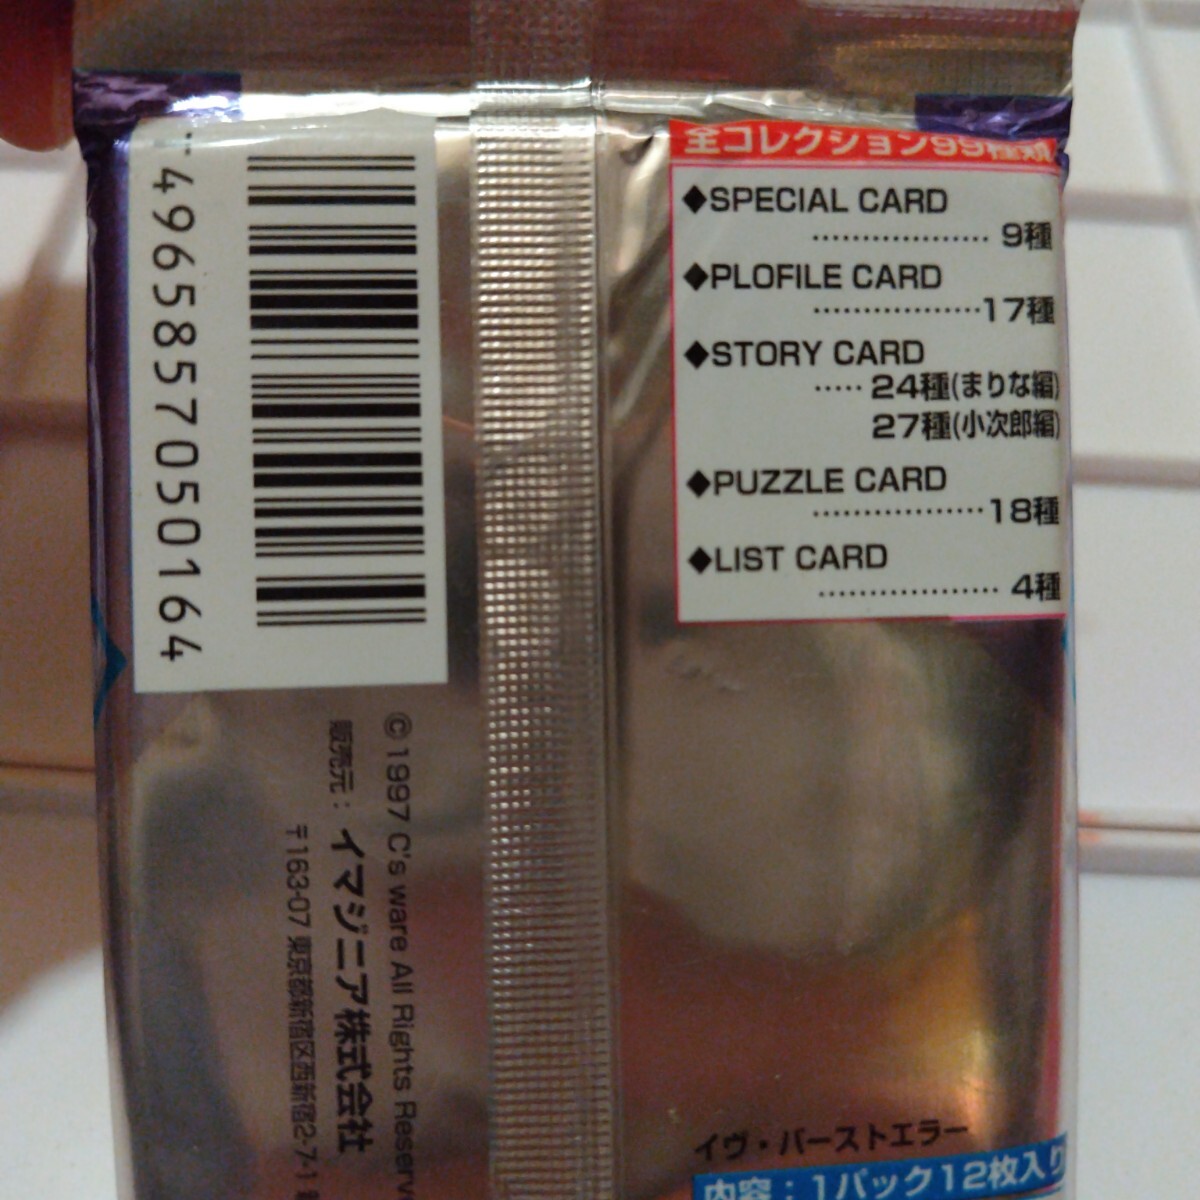 全コレクション99種類
◆SPECIAL CARD
.................. 9種
◆PLOFILE CARD
.................17種
◆STORY CARD
..... 24種(まりな編)
27種(小次郎編)
◆PUZZLE CARD
.................18種
◆LIST CARD
.................. 4種
T4965857050164
©1997 C's ware All Rights Reserve
販売元：イマジニア株式会社
〒163-07 東京都新宿区西新宿2-7-1
イヴ・バーストエラー
内容：1パック12枚入り